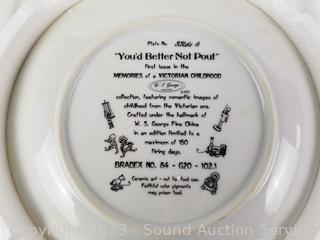 Plate No.
"You'd Better Not Pout"
first issue in the
MEMORIES of a VICTORIAN CHILDHOOD
W. S. George
collection, featuring romantic images of
childhood from the Victorian era.
Crafted under the hallmark of
W. S. George Fine China
in an edition limited to a
maximum of 150
firing days.
BRADEX NO. 84 - G20 - 102.1
Ceramic art - not for food use.
Faithful color pigments
may poison food.
2023 - Sound Auction Service